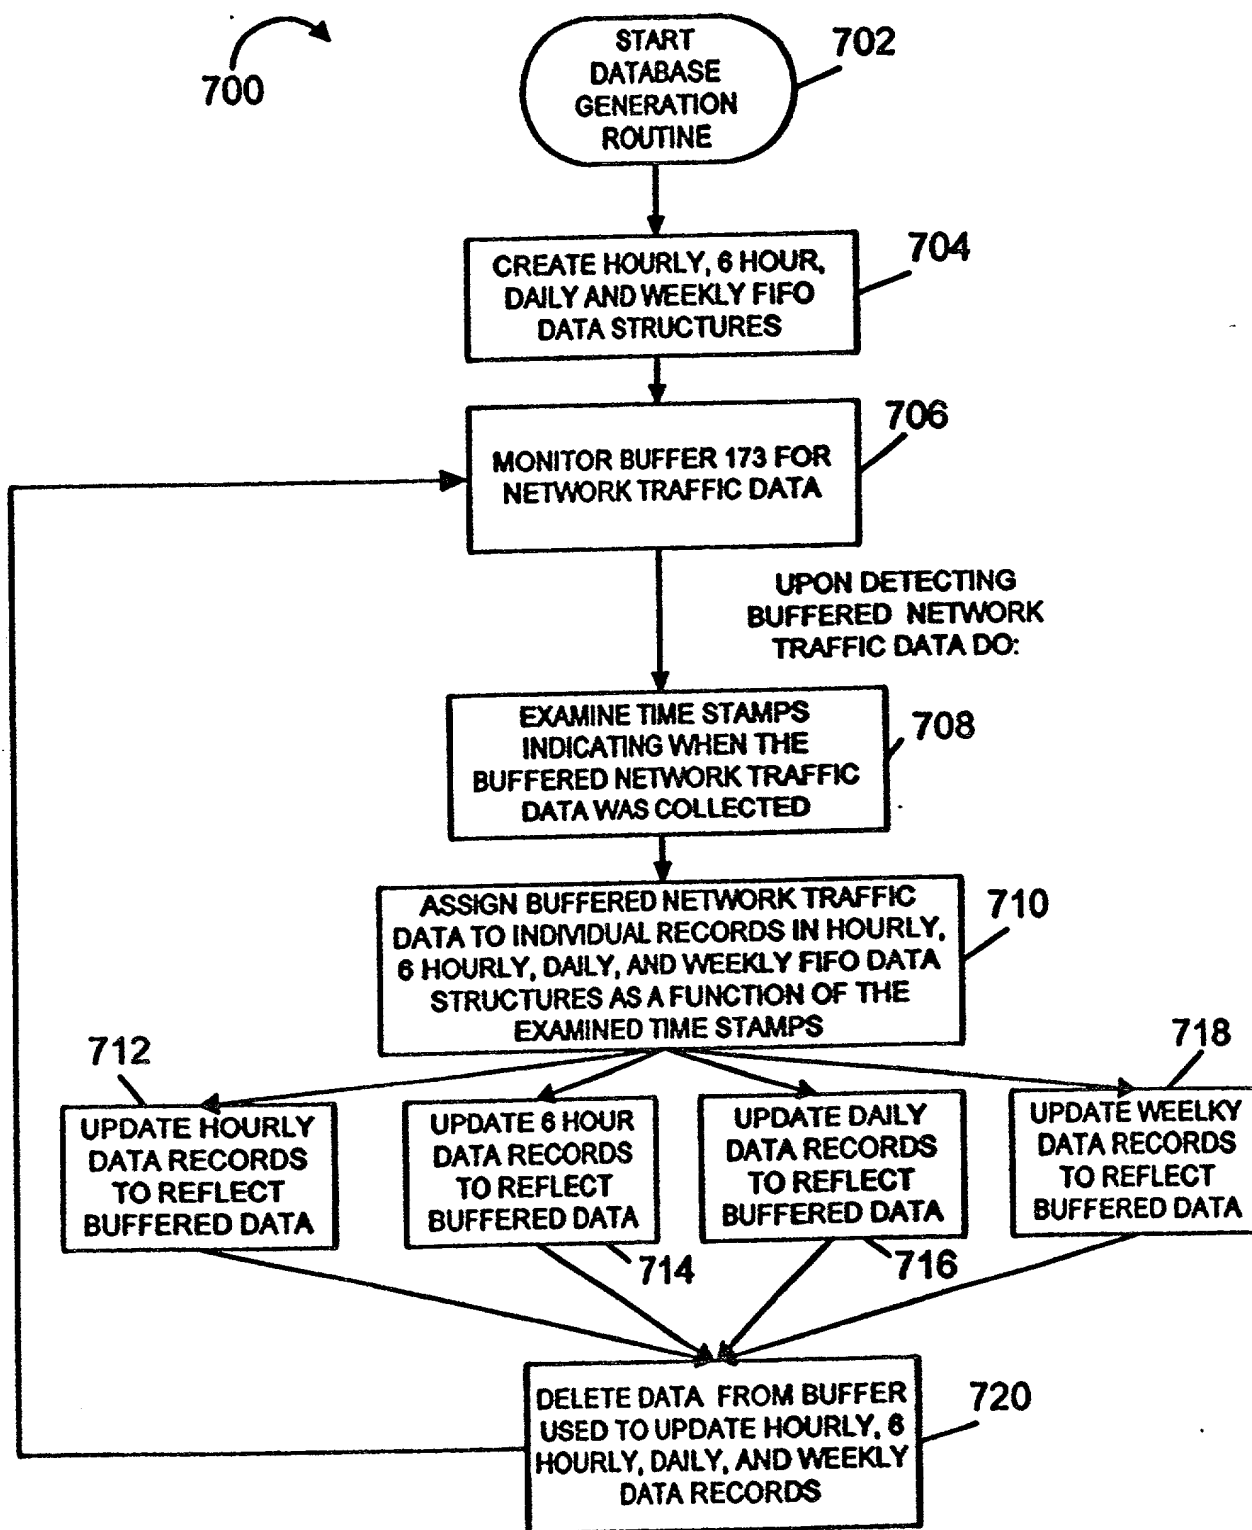 700
START
DATABASE
GENERATION
ROUTINE
702
CREATE HOURLY, 6 HOUR,
DAILY AND WEEKLY FIFO
DATA STRUCTURES
704
MONITOR BUFFER 173 FOR
NETWORK TRAFFIC DATA
706
UPON DETECTING
BUFFERED NETWORK
TRAFFIC DATA DO:
EXAMINE TIME STAMPS
INDICATING WHEN THE
BUFFERED NETWORK TRAFFIC
DATA WAS COLLECTED
708
ASSIGN BUFFERED NETWORK TRAFFIC
DATA TO INDIVIDUAL RECORDS IN HOURLY,
6 HOURLY, DAILY, AND WEEKLY FIFO DATA
STRUCTURES AS A FUNCTION OF THE
EXAMINED TIME STAMPS
710
712
UPDATE HOURLY
DATA RECORDS
TO REFLECT
BUFFERED DATA
UPDATE 6 HOUR
DATA RECORDS
TO REFLECT
BUFFERED DATA
714
UPDATE DAILY
DATA RECORDS
TO REFLECT
BUFFERED DATA
716
718
UPDATE WEELKY
DATA RECORDS
TO REFLECT
BUFFERED DATA
DELETE DATA FROM BUFFER
USED TO UPDATE HOURLY, 6
HOURLY, DAILY, AND WEEKLY
DATA RECORDS
720